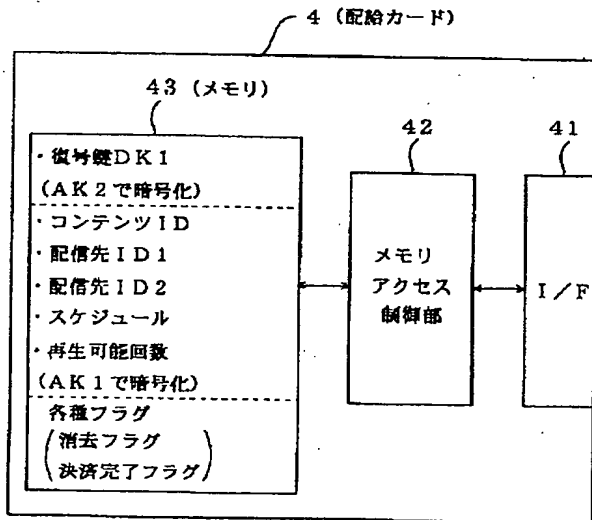 4（配給カード）
43（メモリ）
・復号鍵DK1
（AK2で暗号化）
・コンテンツID
・配信先ID1
・配信先ID2
・スケジュール
・再生可能回数
（AK1で暗号化）
各種フラグ
（消去フラグ
決済完了フラグ）
42
メモリ
アクセス
制御部
41
I／F